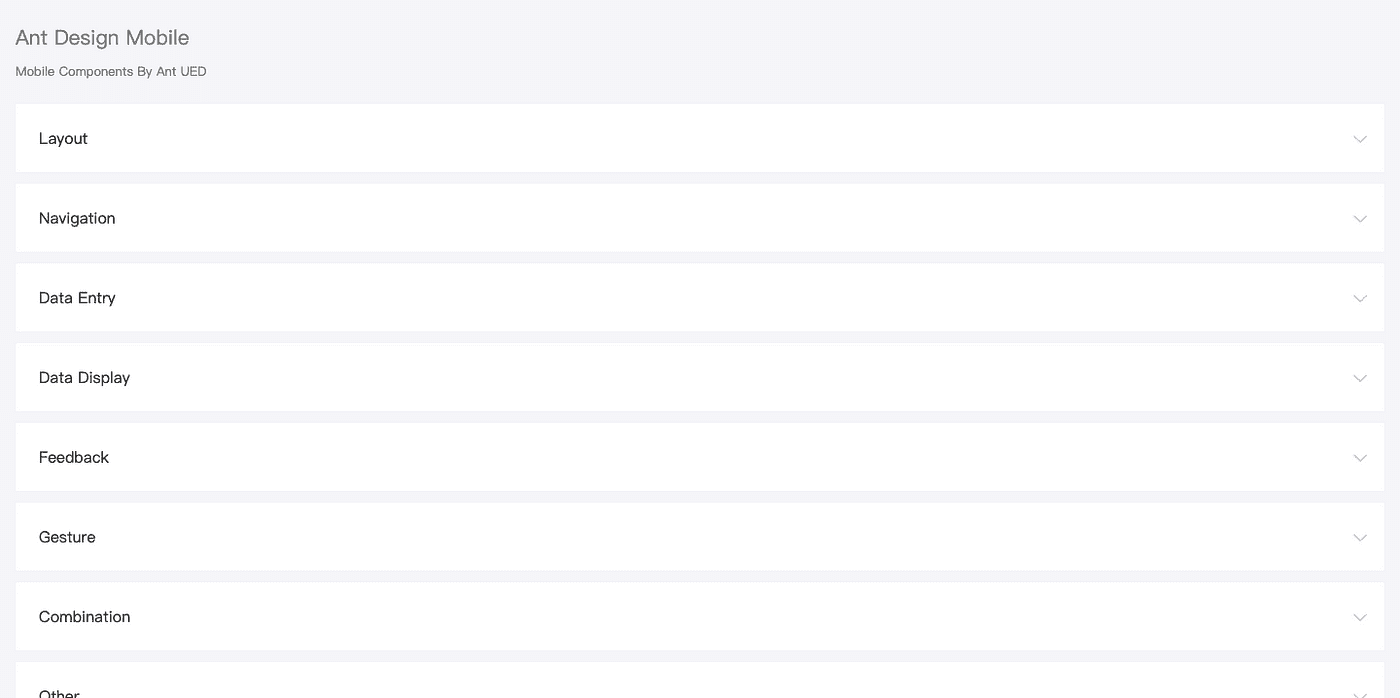 Ant Design Mobile
Mobile Components By Ant UED
Layout
Navigation
Data Entry
Data Display
Feedback
Gesture
Combination
Other